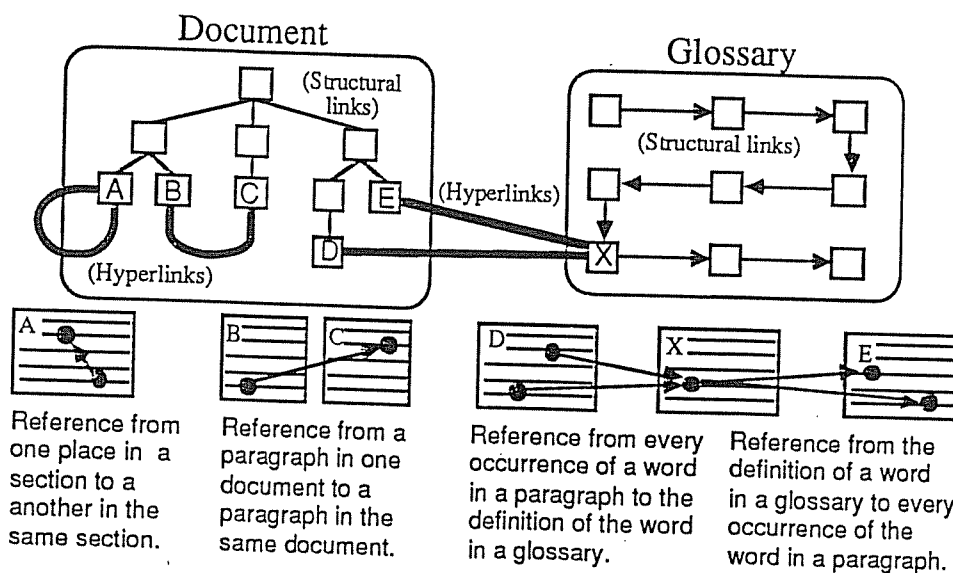 Document
Glossary
(Structural
links)
(Structural links)
A
B
C
E
(Hyperlinks)
D
X
(Hyperlinks)
A
B
C
D
X
E
Reference from
one place in a
section to a
another in the
same section.
Reference from a
paragraph in one
document to a
paragraph in the
same document.
Reference from every
occurrence of a word
in a paragraph to the
definition of the word
in a glossary.
Reference from the
definition of a word
in a glossary to every
occurrence of the
word in a paragraph.